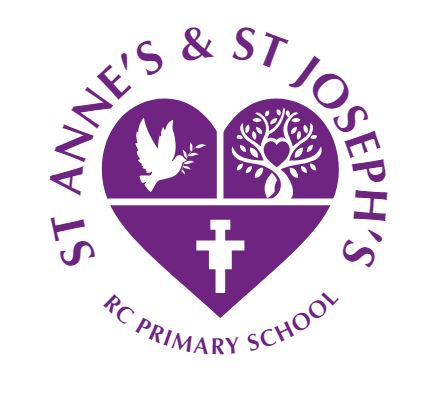 ST ANNE'S & ST JOSEPH'S
RC PRIMARY SCHOOL